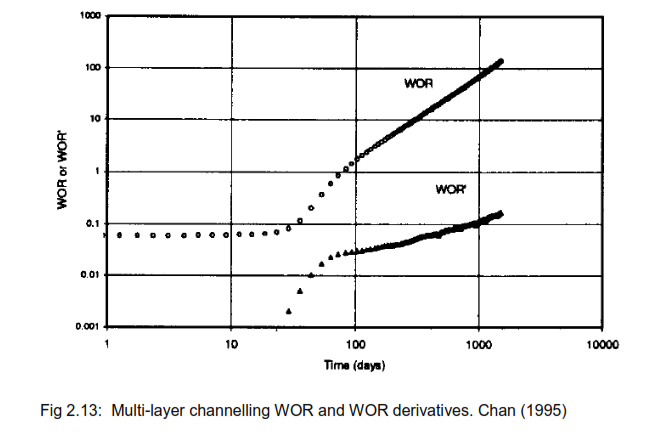 1000
100
10
1
0.1
0.01
0.001
WOR or WOR'
WOR
WOR'
1 10 100 1000 10000
Time (days)
Fig 2.13: Multi-layer channelling WOR and WOR derivatives. Chan (1995)